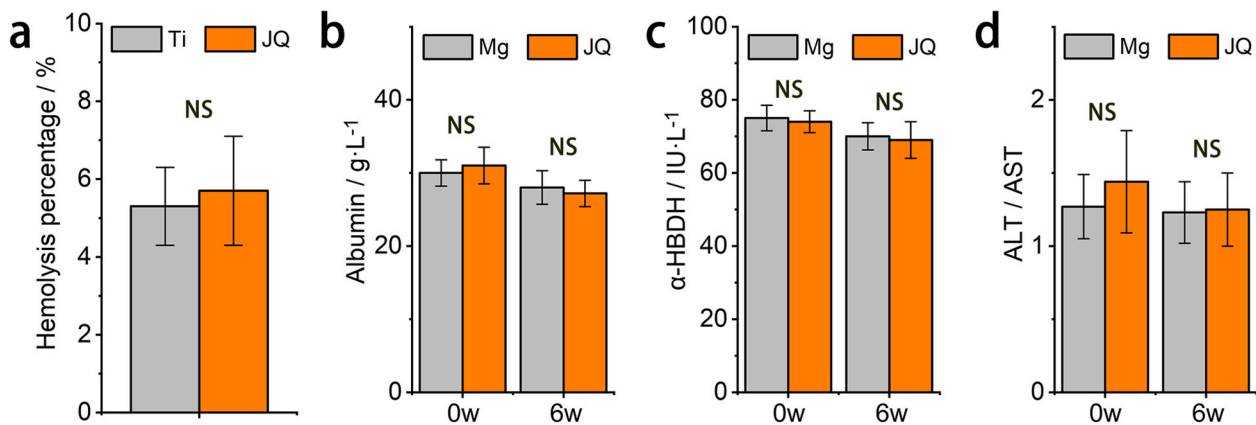 a
Ti JQ
Hemolysis percentage / %
10
8
6
4
2
0
NS
b
Mg JQ
Albumin / g·L-1
40
20
0
NS
NS
0w 6w
c
Mg JQ
α-HBDH / IU·L-1
100
80
60
40
20
0
NS
NS
0w 6w
d
Mg JQ
ALT / AST
2
1
0
NS
NS
0w 6w